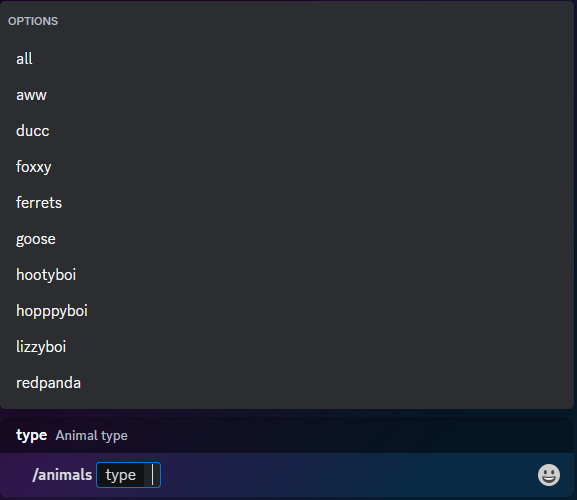 OPTIONS
all
aww
ducc
foxxy
ferrets
goose
hootyboi
hopppyboi
lizzyboi
redpanda
type Animal type
/animals type